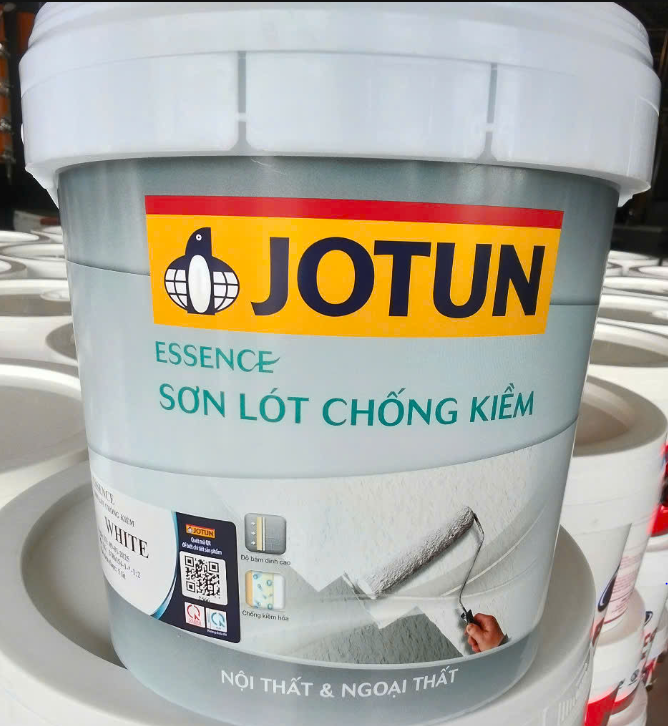 JOTUN
ESSENCE
SƠN LÓT CHỐNG KIỀM
WHITE
JOTUN
Độ bám dính cao
Chống kiềm hóa
NỘI THẤT & NGOẠI THẤT